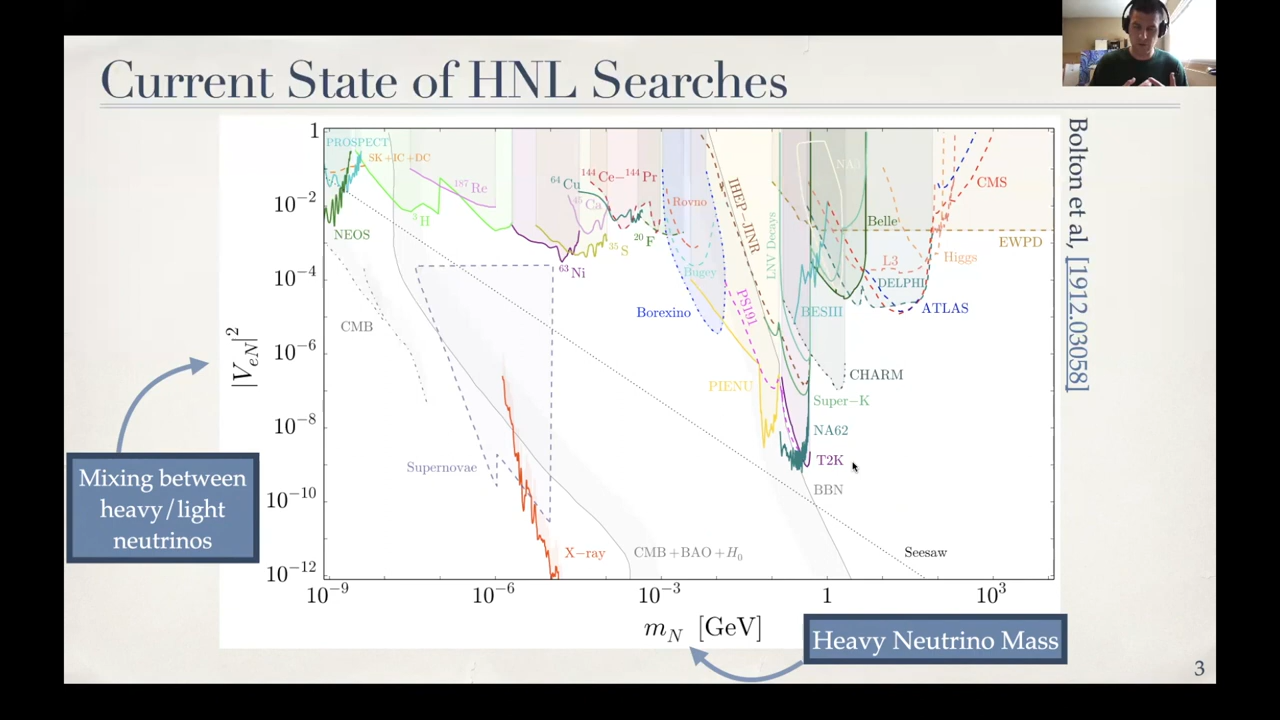 Current State of HNL Searches
Bolton et al, [1912.03058]
1
10⁻²
10⁻⁴
10⁻⁶
10⁻⁸
10⁻¹⁰
10⁻¹²
|V_eN|²
10⁻⁹
10⁻⁶
10⁻³
1
10³
m_N [GeV]
PROSPECT
SK+IC+DC
NEOS
³H
¹⁸⁷Re
⁶⁴Cu
⁴⁵Ca
¹⁴⁴Ce−¹⁴⁴Pr
⁶³Ni
³⁵S
²⁰F
Rovno
Bugey
Borexino
IHEP−JINR
PS191
LNV Decays
PIENU
Belle
L3
DELPHI
BESIII
Higgs
CMS
EWPD
ATLAS
CHARM
Super−K
NA62
T2K
BBN
Seesaw
CMB
Supernovae
X−ray
CMB+BAO+H₀
Mixing between
heavy/light
neutrinos
Heavy Neutrino Mass
3